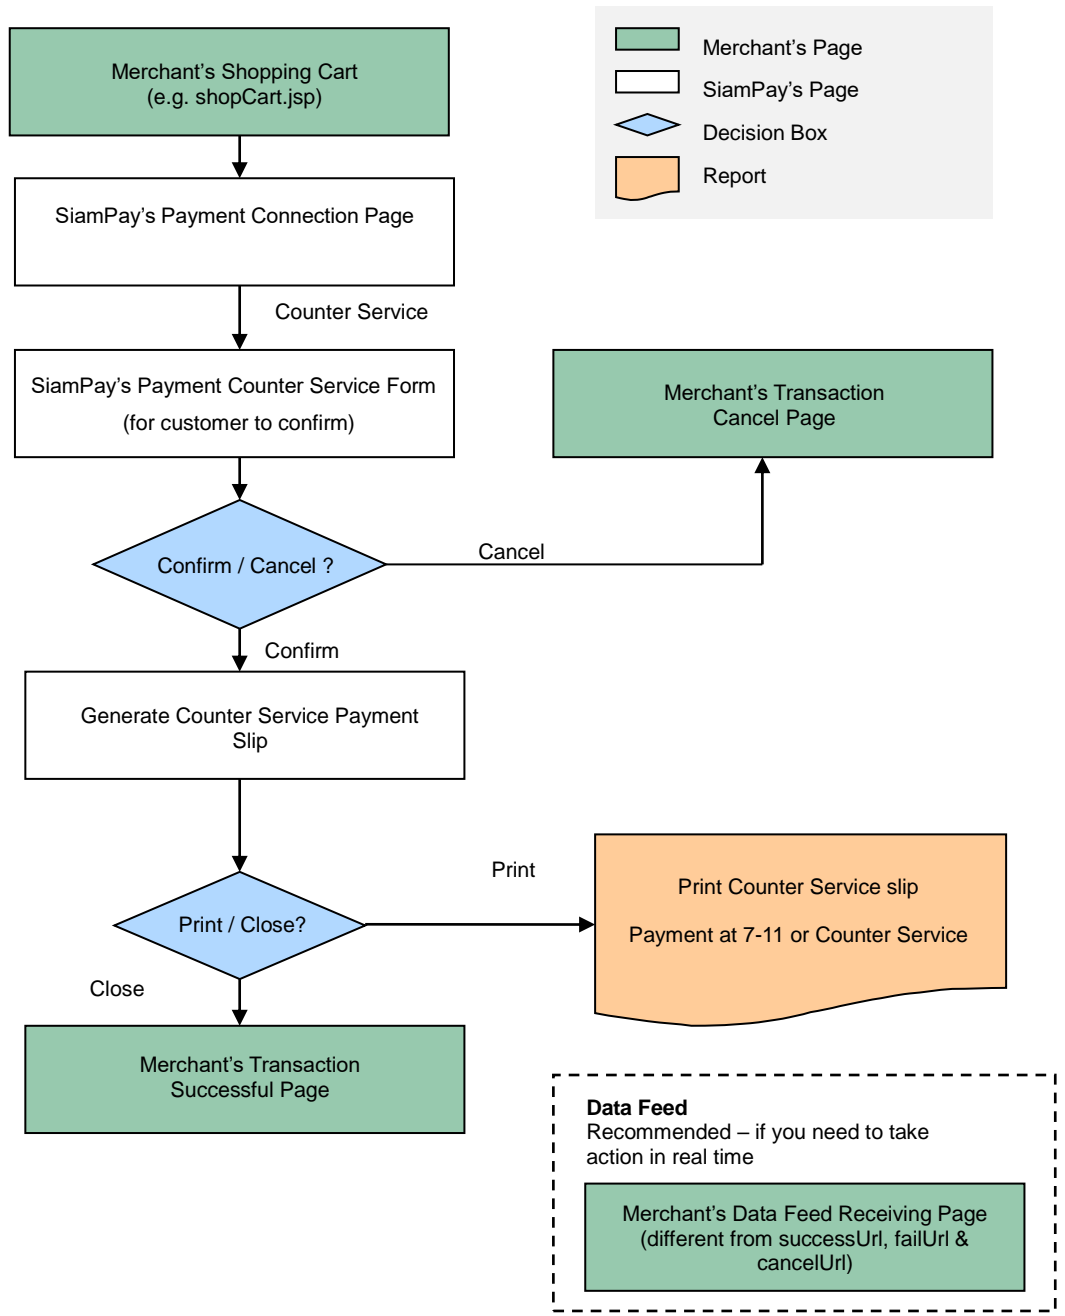 Merchant's Shopping Cart
(e.g. shopCart.jsp)
Merchant's Page
SiamPay's Page
Decision Box
Report
SiamPay's Payment Connection Page
Counter Service
SiamPay's Payment Counter Service Form
(for customer to confirm)
Merchant's Transaction
Cancel Page
Confirm / Cancel ?
Cancel
Confirm
Generate Counter Service Payment
Slip
Print / Close?
Print
Print Counter Service slip
Payment at 7-11 or Counter Service
Close
Merchant's Transaction
Successful Page
Data Feed
Recommended – if you need to take
action in real time
Merchant's Data Feed Receiving Page
(different from successUrl, failUrl &
cancelUrl)